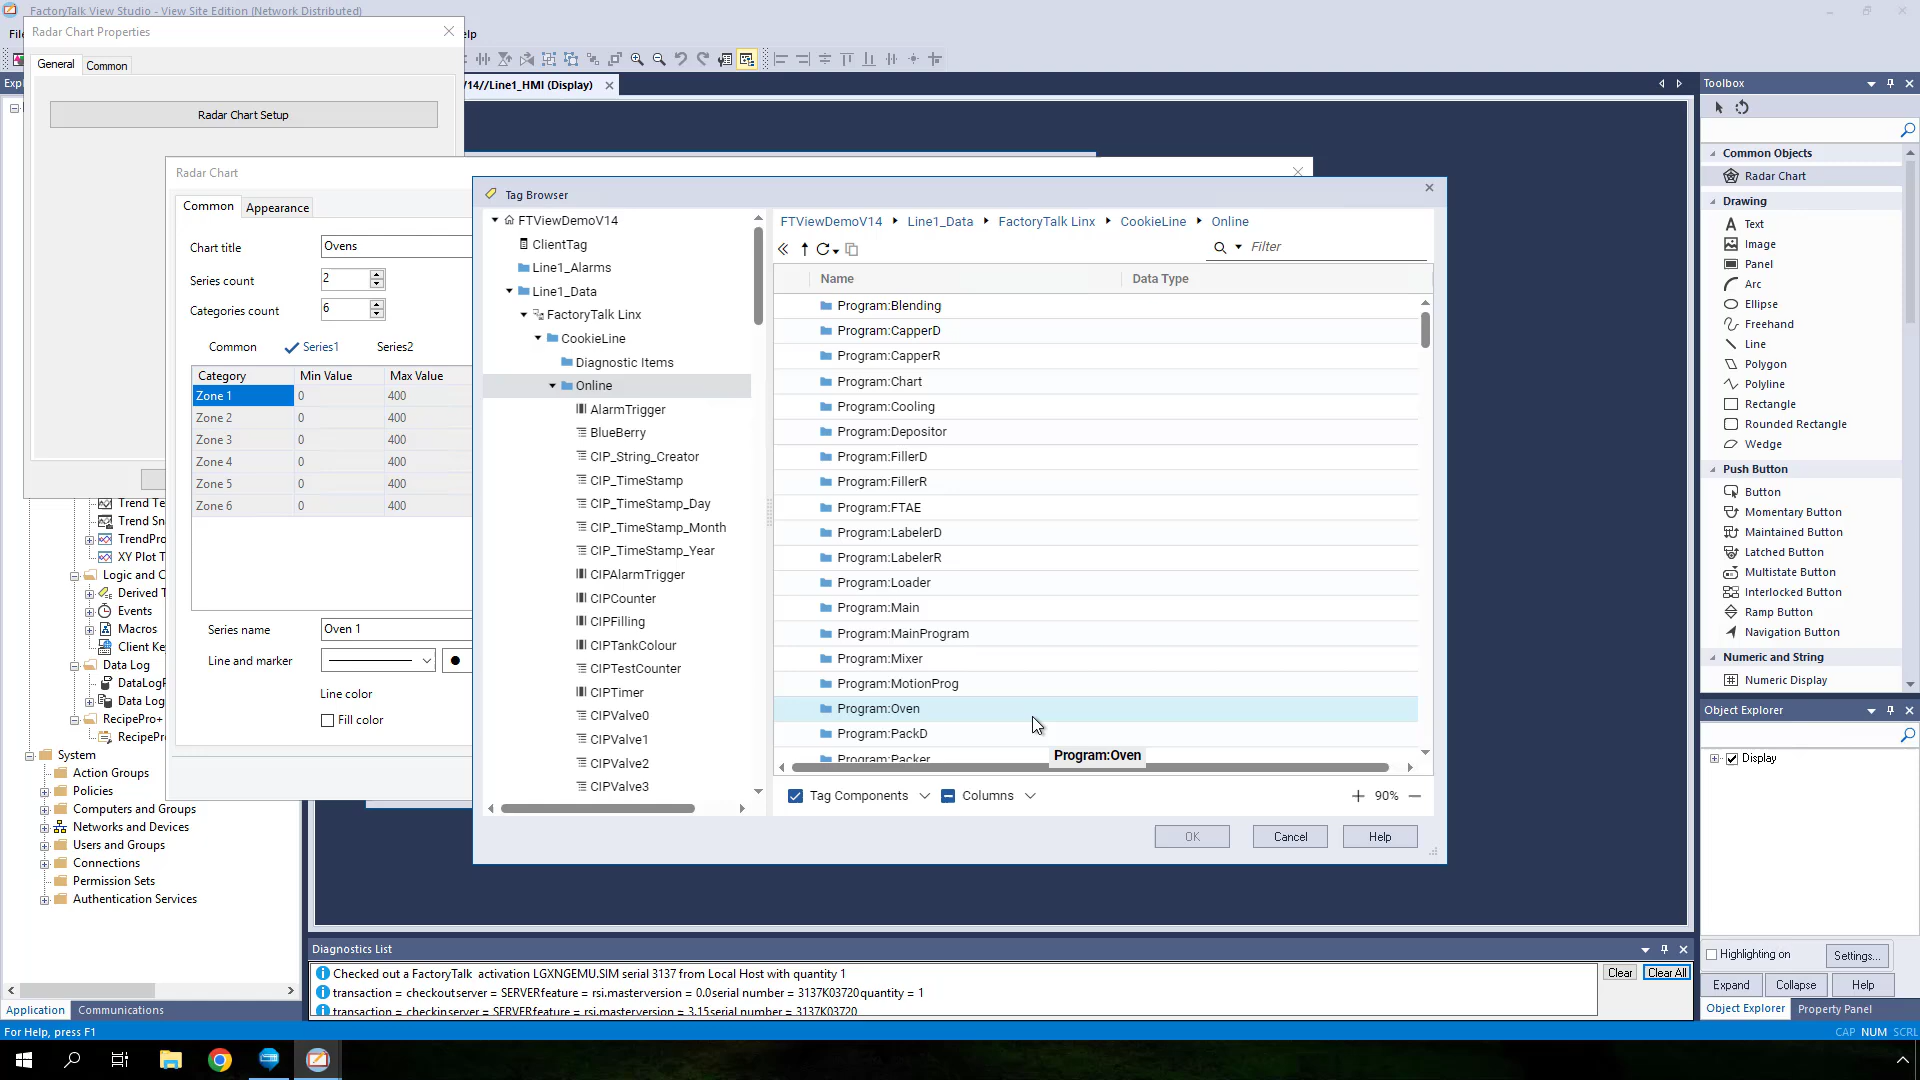 FactoryTalk View Studio - View Site Edition (Network Distributed)
Radar Chart Properties
General
Common
Radar Chart Setup
/14//Line1_HMI (Display)
Radar Chart
Common
Appearance
Chart title
Ovens
Series count
2
Categories count
6
Common
Series1
Series2
Category
Min Value
Max Value
Zone 1
0
400
Zone 2
0
400
Zone 3
0
400
Zone 4
0
400
Zone 5
0
400
Zone 6
0
400
Series name
Oven 1
Line and marker
Line color
Fill color
Tag Browser
FTViewDemoV14
ClientTag
Line1_Alarms
Line1_Data
FactoryTalk Linx
CookieLine
Diagnostic Items
Online
AlarmTrigger
BlueBerry
CIP_String_Creator
CIP_TimeStamp
CIP_TimeStamp_Day
CIP_TimeStamp_Month
CIP_TimeStamp_Year
CIPAlarmTrigger
CIPCounter
CIPFilling
CIPTankColour
CIPTestCounter
CIPTimer
CIPValve0
CIPValve1
CIPValve2
CIPValve3
FTViewDemoV14
Line1_Data
FactoryTalk Linx
CookieLine
Online
Filter
Name
Data Type
Program:Blending
Program:CapperD
Program:CapperR
Program:Chart
Program:Cooling
Program:Depositor
Program:FillerD
Program:FillerR
Program:FTAE
Program:LabelerD
Program:LabelerR
Program:Loader
Program:Main
Program:MainProgram
Program:Mixer
Program:MotionProg
Program:Oven
Program:PackD
Program:Packer
Program:Oven
Tag Components
Columns
90%
OK
Cancel
Help
Trend Te
Trend Sn
TrendPro
XY Plot T
Logic and C
Derived T
Events
Macros
Client Ke
Data Log
DataLogP
Data Log
RecipePro+
RecipePr
System
Action Groups
Policies
Computers and Groups
Networks and Devices
Users and Groups
Connections
Permission Sets
Authentication Services
Application
Communications
Toolbox
Common Objects
Radar Chart
Drawing
Text
Image
Panel
Arc
Ellipse
Freehand
Line
Polygon
Polyline
Rectangle
Rounded Rectangle
Wedge
Push Button
Button
Momentary Button
Maintained Button
Latched Button
Multistate Button
Interlocked Button
Ramp Button
Navigation Button
Numeric and String
Numeric Display
Object Explorer
Display
Highlighting on
Settings...
Expand
Collapse
Help
Object Explorer
Property Panel
Diagnostics List
Checked out a FactoryTalk activation LGXNGEMU.SIM serial 3137 from Local Host with quantity 1
transaction = checkoutserver = SERVERfeature = rsi.masterversion = 0.0serial number = 3137K03720quantity = 1
transaction = checkinserver = SERVERfeature = rsi.masterversion = 3.15serial number = 3137K03720
Clear
Clear All
For Help, press F1
CAP
NUM
SCRL